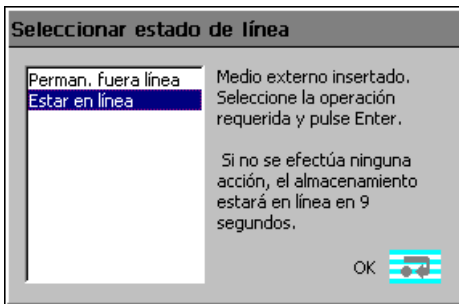 Seleccionar estado de línea
Perman. fuera línea
Estar en línea
Medio externo insertado.
Seleccione la operación
requerida y pulse Enter.
Si no se efectúa ninguna
acción, el almacenamiento
estará en línea en 9
segundos.
OK